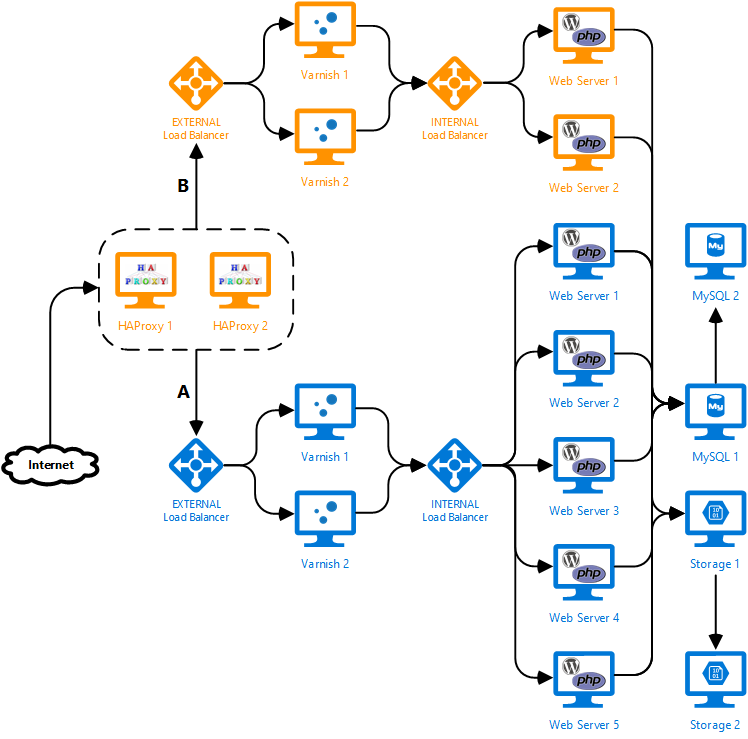 Varnish 1
php
Web Server 1
EXTERNAL
Load Balancer
INTERNAL
Load Balancer
Varnish 2
php
Web Server 2
B
HA
PROXY
HAProxy 1
HA
PROXY
HAProxy 2
php
Web Server 1
My
MySQL 2
A
php
Web Server 2
Varnish 1
My
MySQL 1
Internet
EXTERNAL
Load Balancer
INTERNAL
Load Balancer
php
Web Server 3
Varnish 2
10
01
Storage 1
php
Web Server 4
php
Web Server 5
10
01
Storage 2